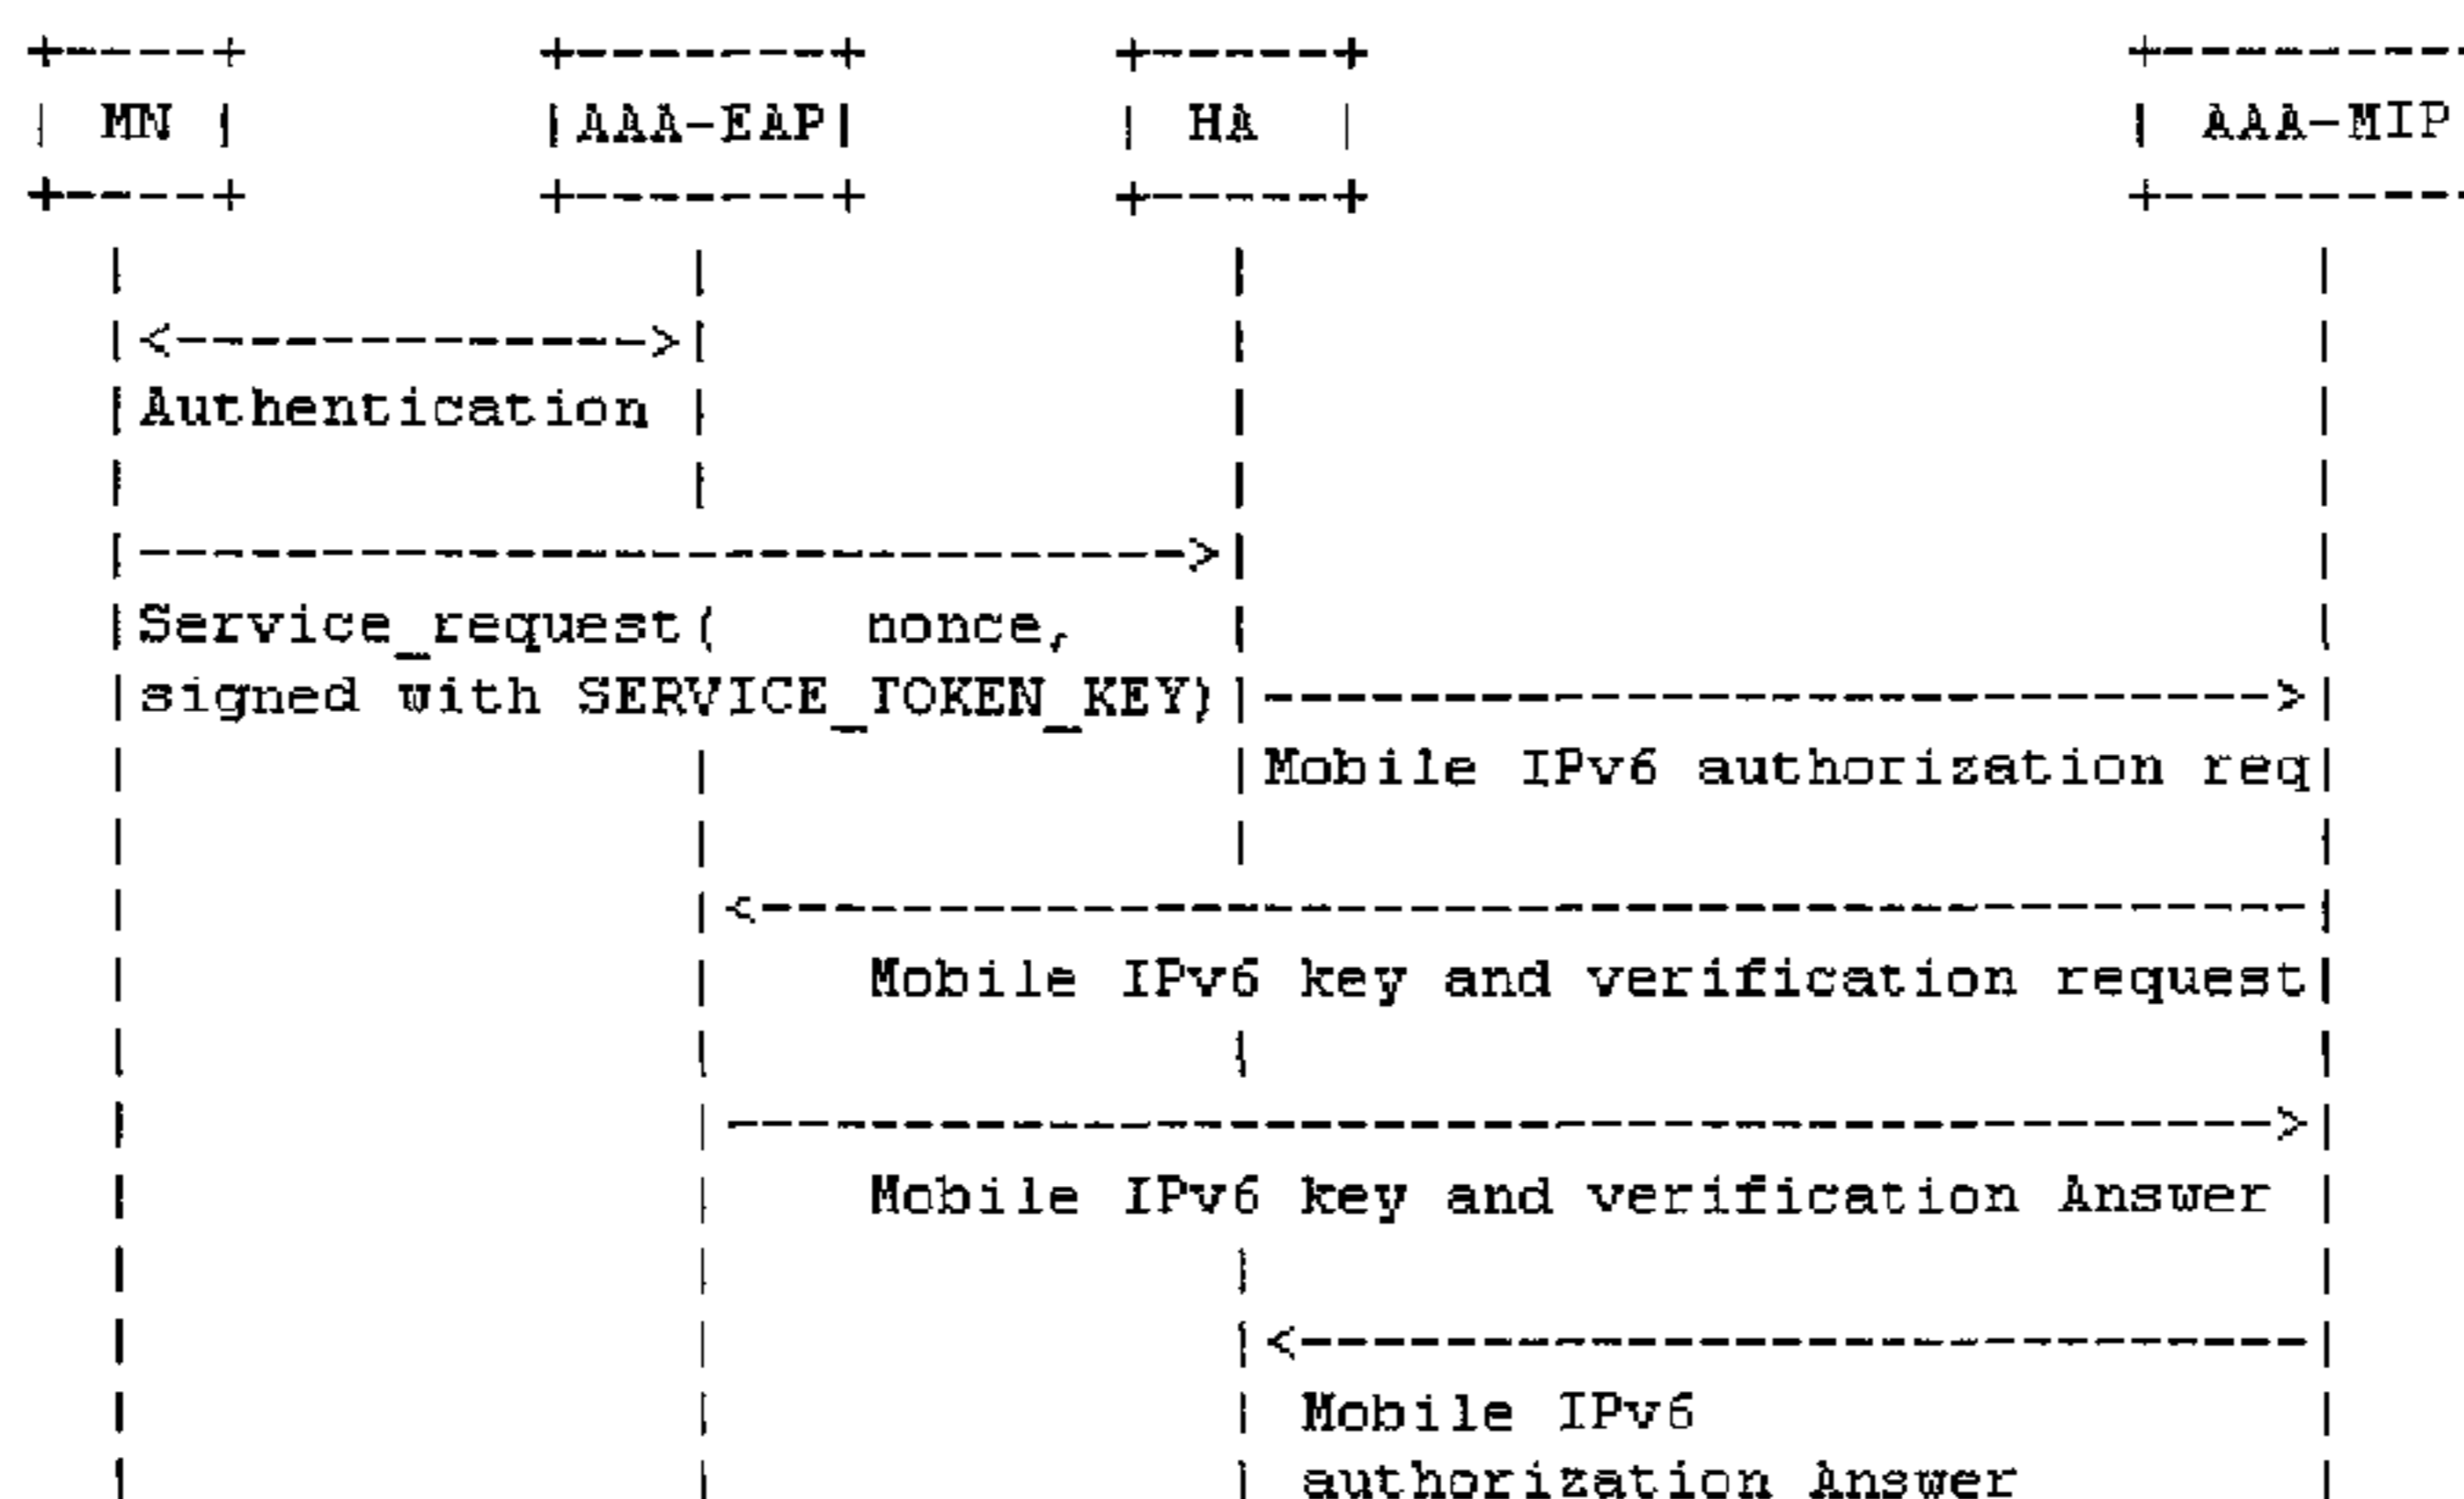 +-----+ +--------+ +------+ +---------
| MN | |AAA-EAP| | HA | | AAA-MIP
+-----+ +--------+ +------+ +---------
| | | |
|<-------------->| | |
|Authentication | | |
| | | |
|----------------------------->| |
|Service_request( nonce, | |
|signed with SERVICE_TOKEN_KEY)|---------------------------->|
| | |Mobile IPv6 authorization req|
| | | |
| |<-------------------------------------------|
| | Mobile IPv6 key and verification request|
| | | |
| |------------------------------------------->|
| | Mobile IPv6 key and verification Answer |
| | | |
| | |<----------------------------|
| | | Mobile IPv6 |
| | | authorization Answer |